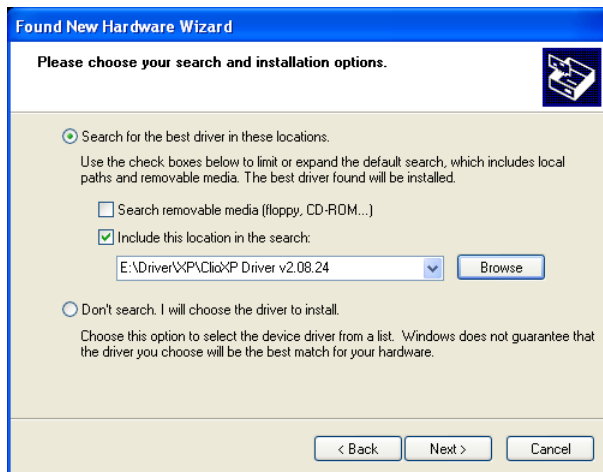 Found New Hardware Wizard
Please choose your search and installation options.
Search for the best driver in these locations.
Use the check boxes below to limit or expand the default search, which includes local
paths and removable media. The best driver found will be installed.
Search removable media (floppy, CD-ROM...)
Include this location in the search:
E:\Driver\XP\ClioXP Driver v2.08.24
Browse
Don't search. I will choose the driver to install.
Choose this option to select the device driver from a list. Windows does not guarantee that
the driver you choose will be the best match for your hardware.
< Back
Next >
Cancel